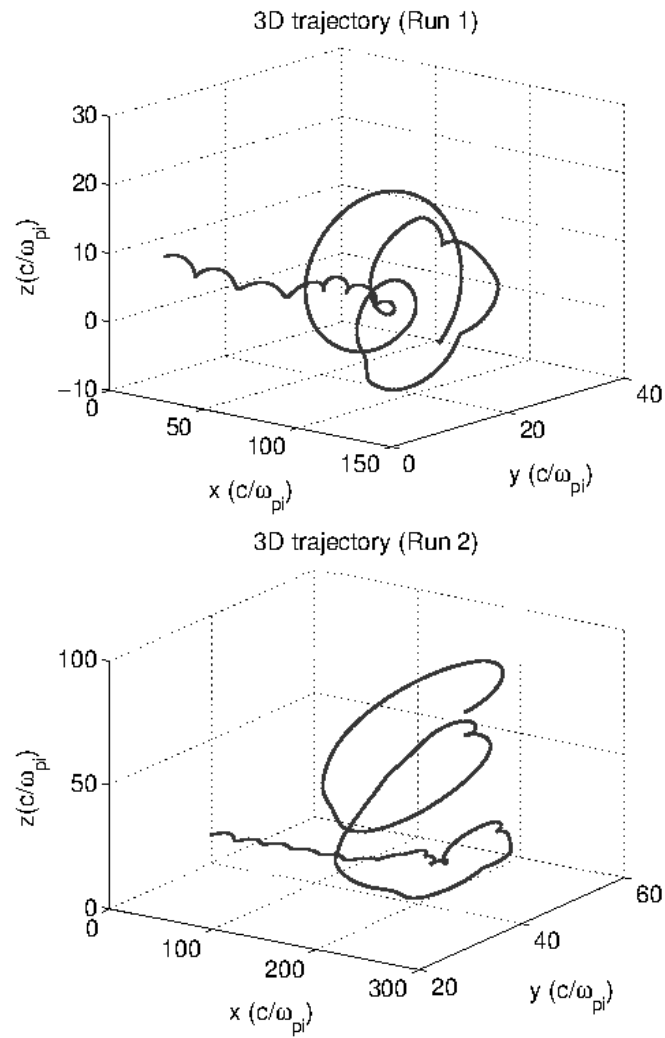 3D trajectory (Run 1)
30
20
10
0
−10
z(c/ω_pi)
0
50
100
150
x (c/ω_pi)
0
20
40
y (c/ω_pi)
3D trajectory (Run 2)
100
50
0
z(c/ω_pi)
0
100
200
300
x (c/ω_pi)
20
40
60
y (c/ω_pi)